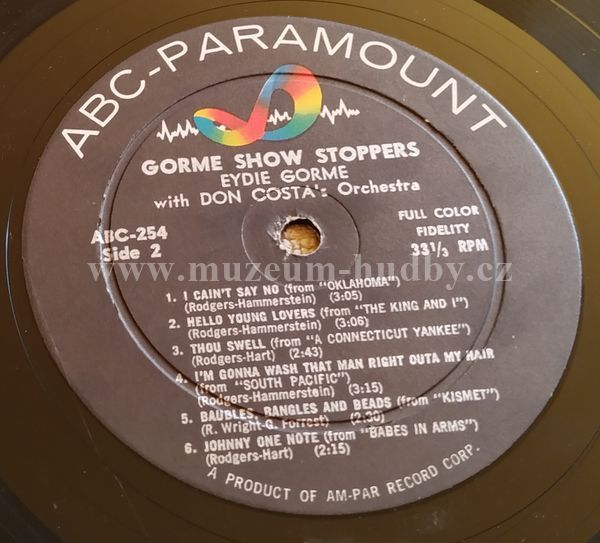 ABC-PARAMOUNT
GORME SHOW STOPPERS
EYDIE GORME
with DON COSTA's Orchestra
ABC-254
Side 2
FULL COLOR
FIDELITY
33 1/3 RPM
www.muzeum-hudby.cz
1. I CAIN'T SAY NO (from "OKLAHOMA")
(Rodgers-Hammerstein) (3:05)
2. HELLO YOUNG LOVERS (from "THE KING AND I")
(Rodgers-Hammerstein) (3:06)
3. THOU SWELL (from "A CONNECTICUT YANKEE")
(Rodgers-Hart) (2:43)
4. I'M GONNA WASH THAT MAN RIGHT OUTA MY HAIR
(from "SOUTH PACIFIC")
(Rodgers-Hammerstein) (3:15)
5. BAUBLES, BANGLES AND BEADS (from "KISMET")
(R. Wright-G. Forrest) (2:30)
6. JOHNNY ONE NOTE (from "BABES IN ARMS")
(Rodgers-Hart) (2:15)
A PRODUCT OF AM-PAR RECORD CORP.